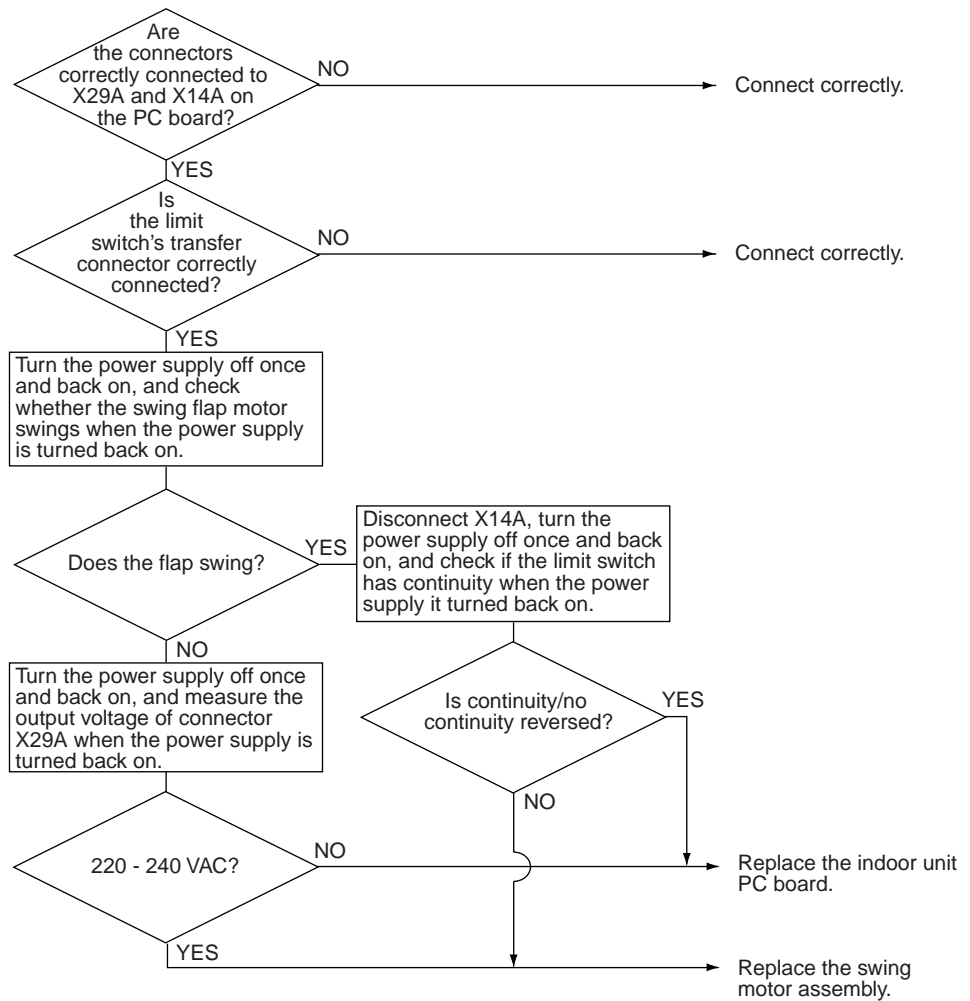 Are
the connectors
correctly connected to
X29A and X14A on
the PC board?
NO
Connect correctly.
YES
Is
the limit
switch's transfer
connector correctly
connected?
NO
Connect correctly.
YES
Turn the power supply off once
and back on, and check
whether the swing flap motor
swings when the power supply
is turned back on.
Does the flap swing?
YES
Disconnect X14A, turn the
power supply off once and back
on, and check if the limit switch
has continuity when the power
supply it turned back on.
NO
Turn the power supply off once
and back on, and measure the
output voltage of connector
X29A when the power supply is
turned back on.
Is continuity/no
continuity reversed?
YES
NO
220 - 240 VAC?
NO
Replace the indoor unit
PC board.
YES
Replace the swing
motor assembly.